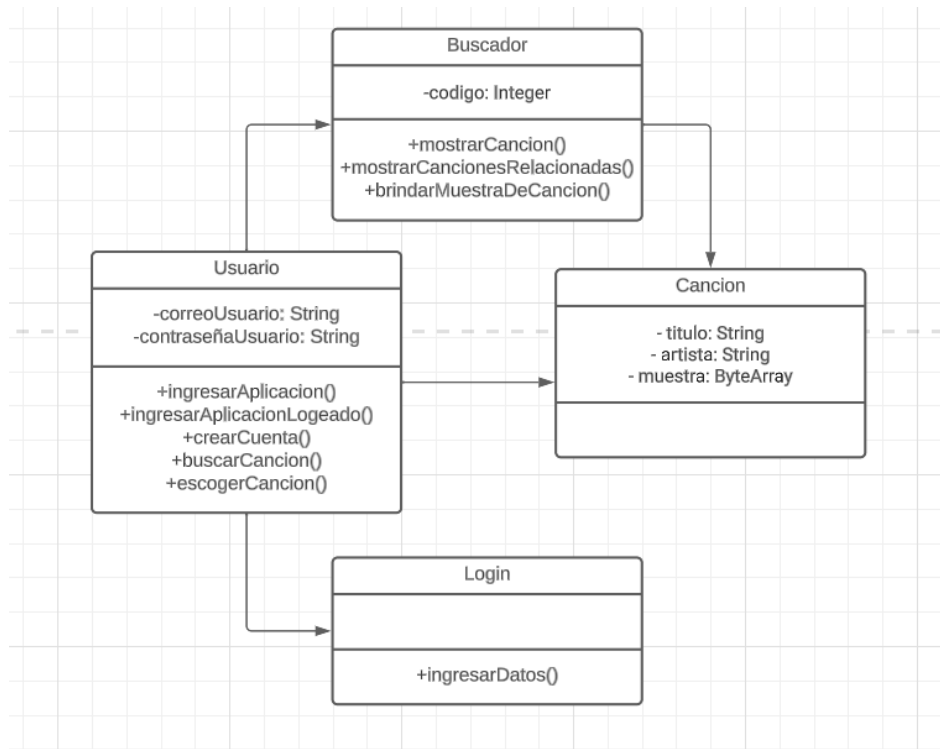 Buscador
-codigo: Integer
+mostrarCancion()
+mostrarCancionesRelacionadas()
+brindarMuestraDeCancion()
Usuario
-correoUsuario: String
-contraseñaUsuario: String
+ingresarAplicacion()
+ingresarAplicacionLogeado()
+crearCuenta()
+buscarCancion()
+escogerCancion()
Cancion
- titulo: String
- artista: String
- muestra: ByteArray
Login
+ingresarDatos()